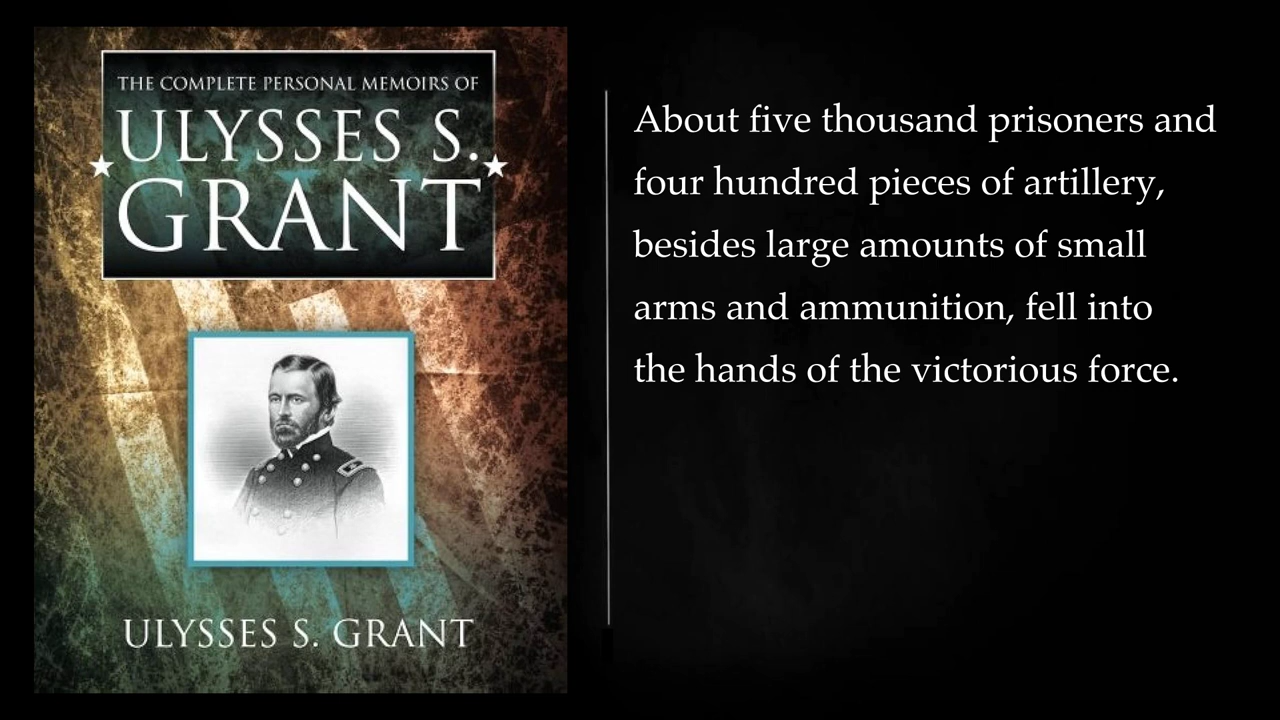 THE COMPLETE PERSONAL MEMOIRS OF
ULYSSES S.
GRANT
ULYSSES S. GRANT
About five thousand prisoners and
four hundred pieces of artillery,
besides large amounts of small
arms and ammunition, fell into
the hands of the victorious force.